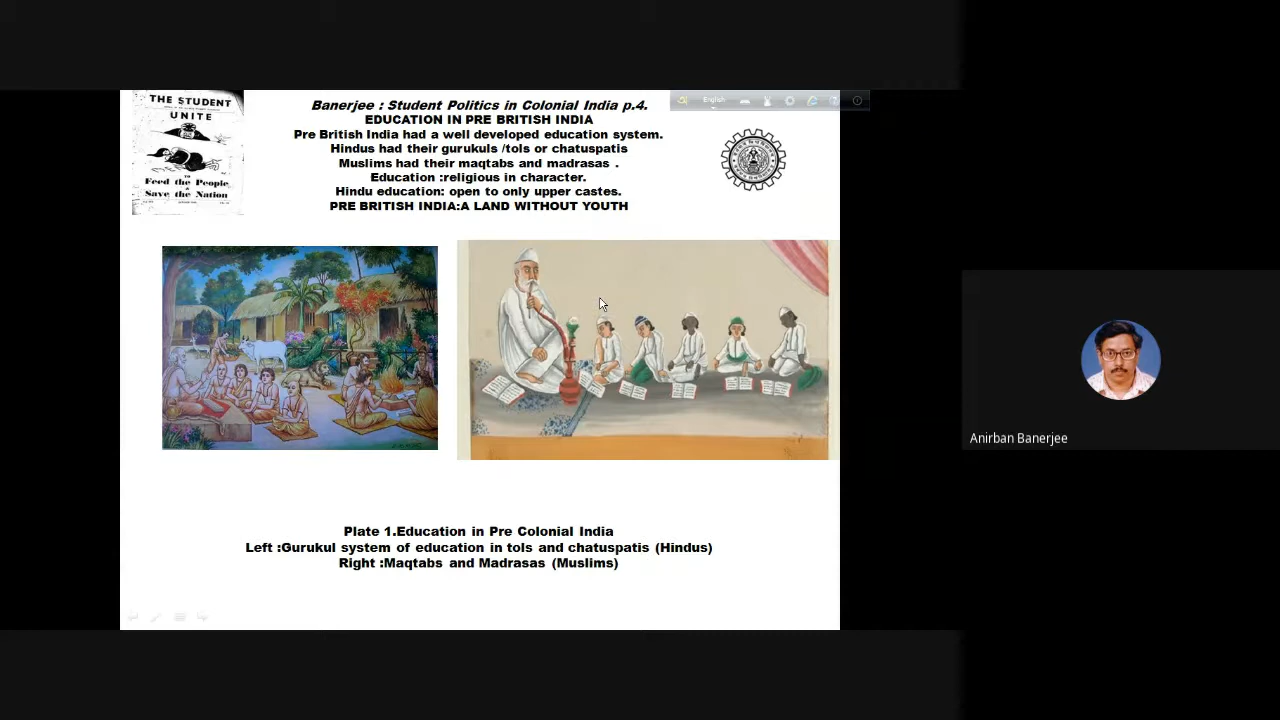 THE STUDENT
UNITE
TO
Feed the People
&
Save the Nation
Banerjee : Student Politics in Colonial India p.4.
EDUCATION IN PRE BRITISH INDIA
Pre British India had a well developed education system.
Hindus had their gurukuls /tols or chatuspatis
Muslims had their maqtabs and madrasas .
Education :religious in character.
Hindu education: open to only upper castes.
PRE BRITISH INDIA:A LAND WITHOUT YOUTH
English
Plate 1.Education in Pre Colonial India
Left :Gurukul system of education in tols and chatuspatis (Hindus)
Right :Maqtabs and Madrasas (Muslims)
Anirban Banerjee